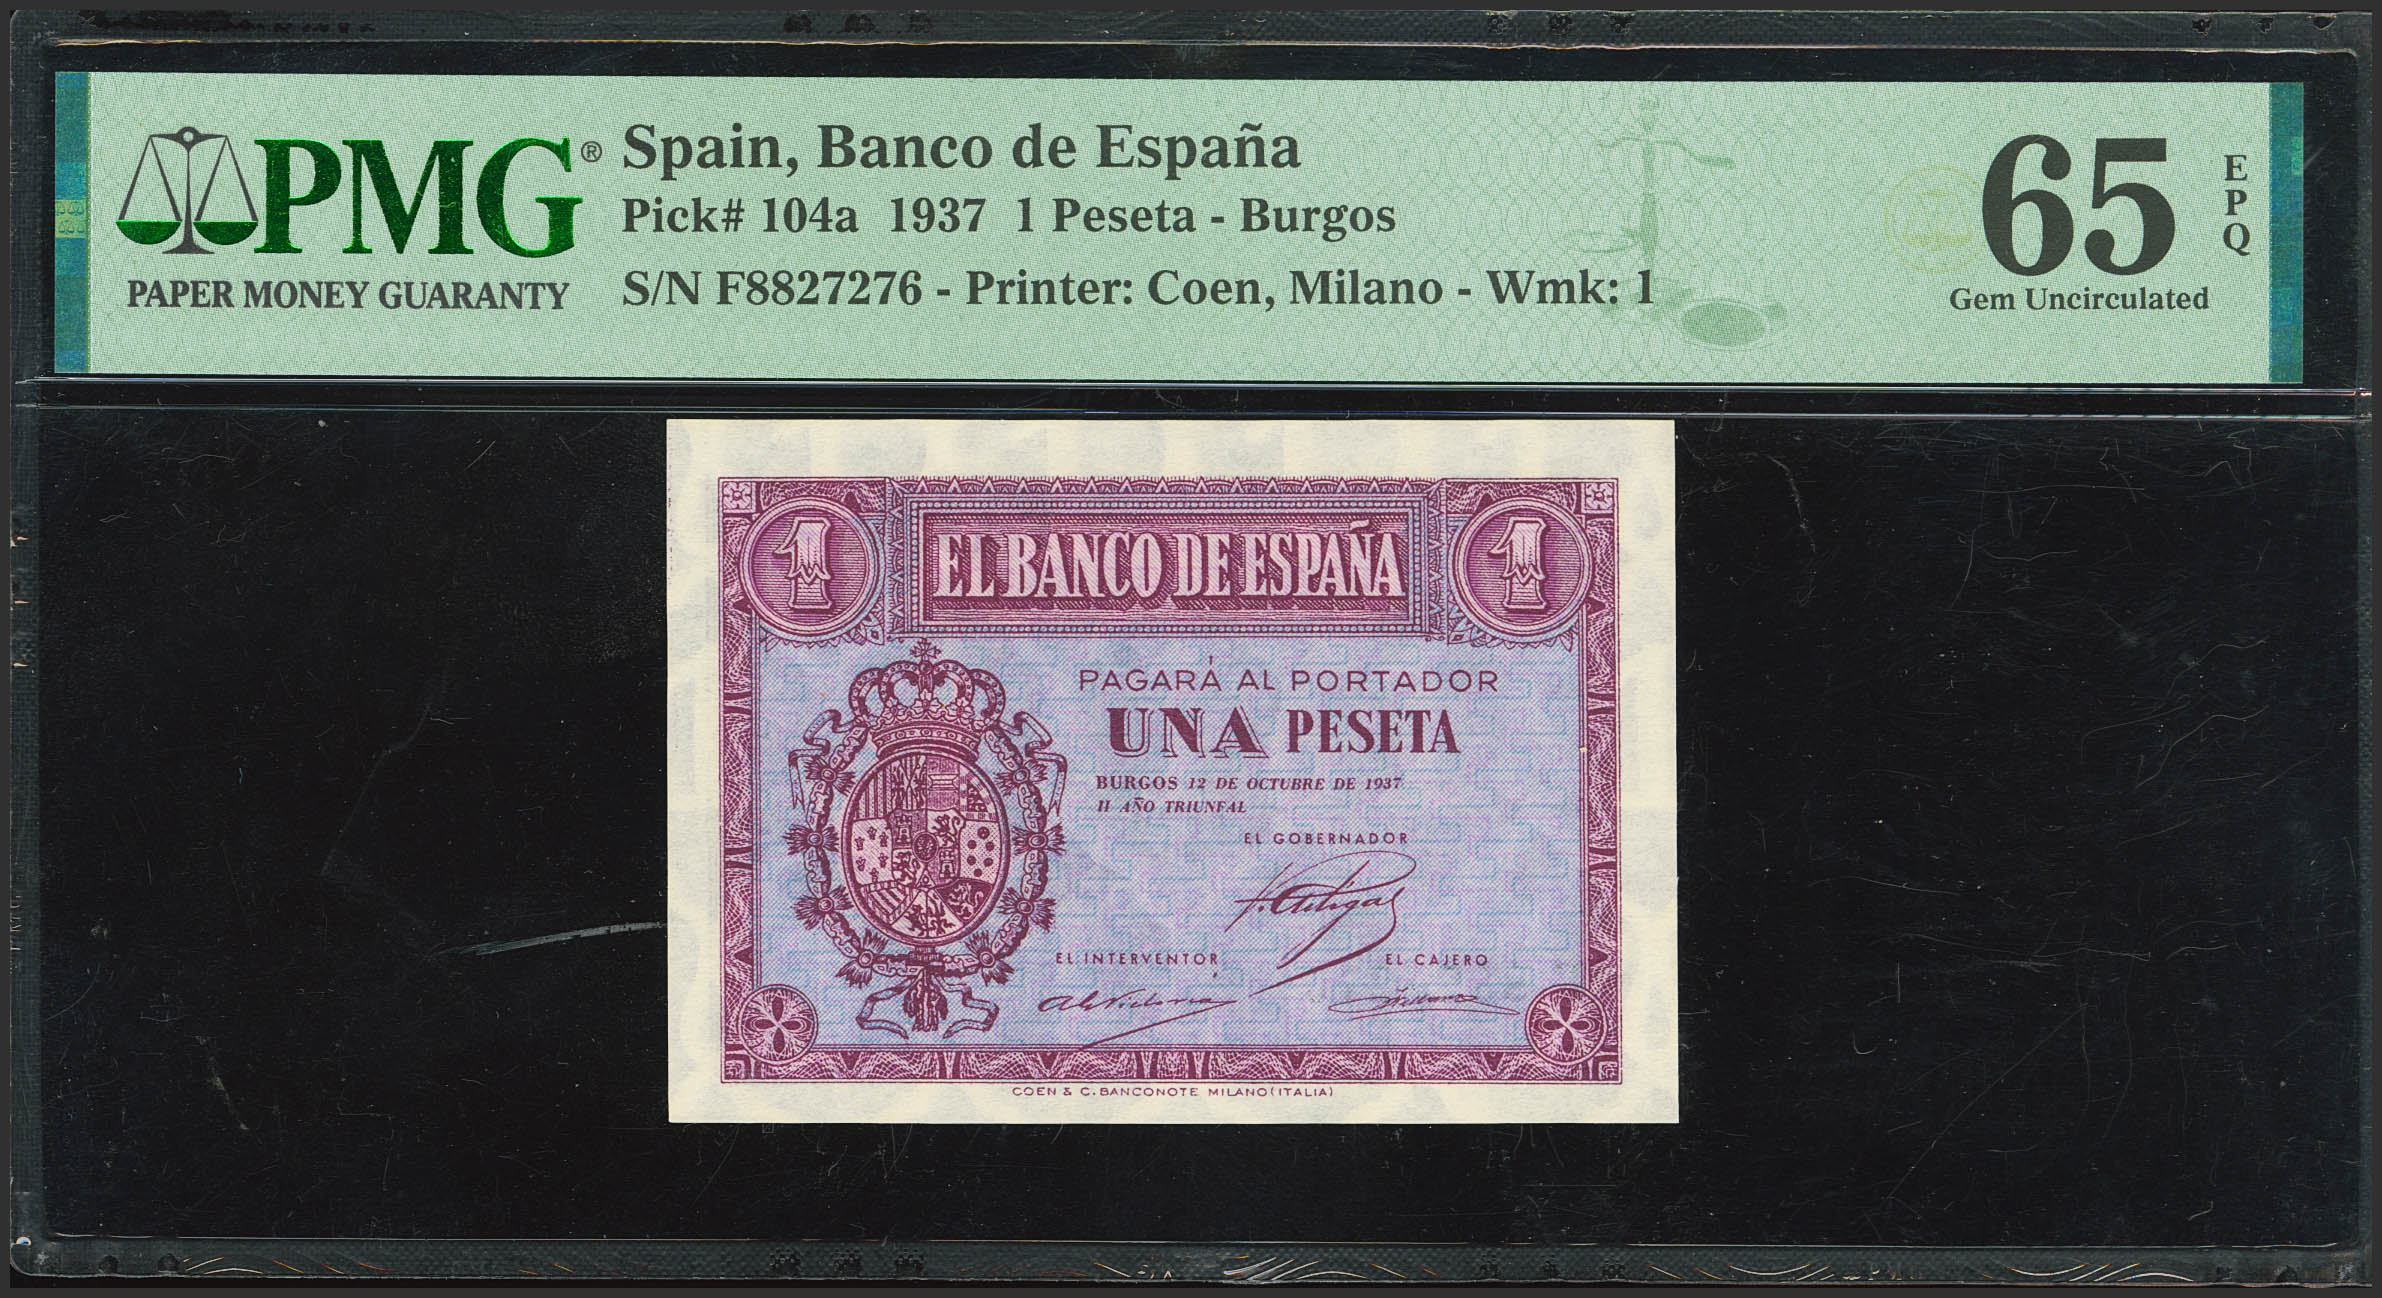 PMG®
PAPER MONEY GUARANTY
Spain, Banco de España
Pick# 104a 1937 1 Peseta - Burgos
S/N F8827276 - Printer: Coen, Milano - Wmk: 1
65
EPQ
Gem Uncirculated
1
EL BANCO DE ESPAÑA
1
PAGARÁ AL PORTADOR
UNA PESETA
BURGOS 12 DE OCTUBRE DE 1937
II AÑO TRIUNFAL
EL GOBERNADOR
EL INTERVENTOR
EL CAJERO
COEN & C. BANCONOTE MILANO (ITALIA)